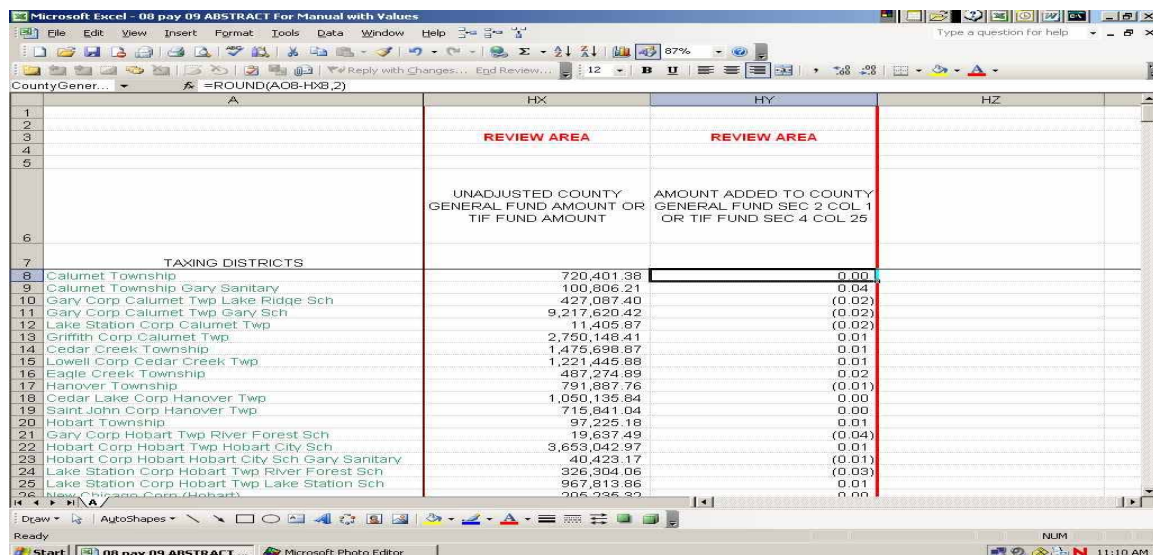 Microsoft Excel - 08 pay 09 ABSTRACT For Manual with Values
File Edit View Insert Format Tools Data Window Help Type a question for help
87%
Reply with Changes... End Review... 12 B U
CountyGener... fx =ROUND(AO8-HX8,2)
A HX HY HZ
1
2
3 REVIEW AREA REVIEW AREA
4
5
UNADJUSTED COUNTY GENERAL FUND AMOUNT OR TIF FUND AMOUNT
AMOUNT ADDED TO COUNTY GENERAL FUND SEC 2 COL 1 OR TIF FUND SEC 4 COL 25
6
7 TAXING DISTRICTS
8 Calumet Township 720,401.38 0.00
9 Calumet Township Gary Sanitary 100,806.21 0.04
10 Gary Corp Calumet Twp Lake Ridge Sch 427,087.40 (0.02)
11 Gary Corp Calumet Twp Gary Sch 9,217,620.42 (0.02)
12 Lake Station Corp Calumet Twp 11,405.87 (0.02)
13 Griffith Corp Calumet Twp 2,750,148.41 0.01
14 Cedar Creek Township 1,475,698.87 0.01
15 Lowell Corp Cedar Creek Twp 1,221,445.88 0.01
16 Eagle Creek Township 487,274.89 0.02
17 Hanover Township 791,887.76 (0.01)
18 Cedar Lake Corp Hanover Twp 1,050,135.84 0.00
19 Saint John Corp Hanover Twp 715,841.04 0.00
20 Hobart Township 97,225.18 0.01
21 Gary Corp Hobart Twp River Forest Sch 19,637.49 (0.04)
22 Hobart Corp Hobart Twp Hobart City Sch 3,653,042.97 0.01
23 Hobart Corp Hobart Hobart City Sch Gary Sanitary 40,423.17 (0.01)
24 Lake Station Corp Hobart Twp River Forest Sch 326,304.06 (0.03)
25 Lake Station Corp Hobart Twp Lake Station Sch 967,813.86 0.01
26 New Chicago Corp (Hobart) 205,235.32 0.00
A
Draw AutoShapes
Ready NUM
Start 08 pay 09 ABSTRACT ... Microsoft Photo Editor 11:10 AM